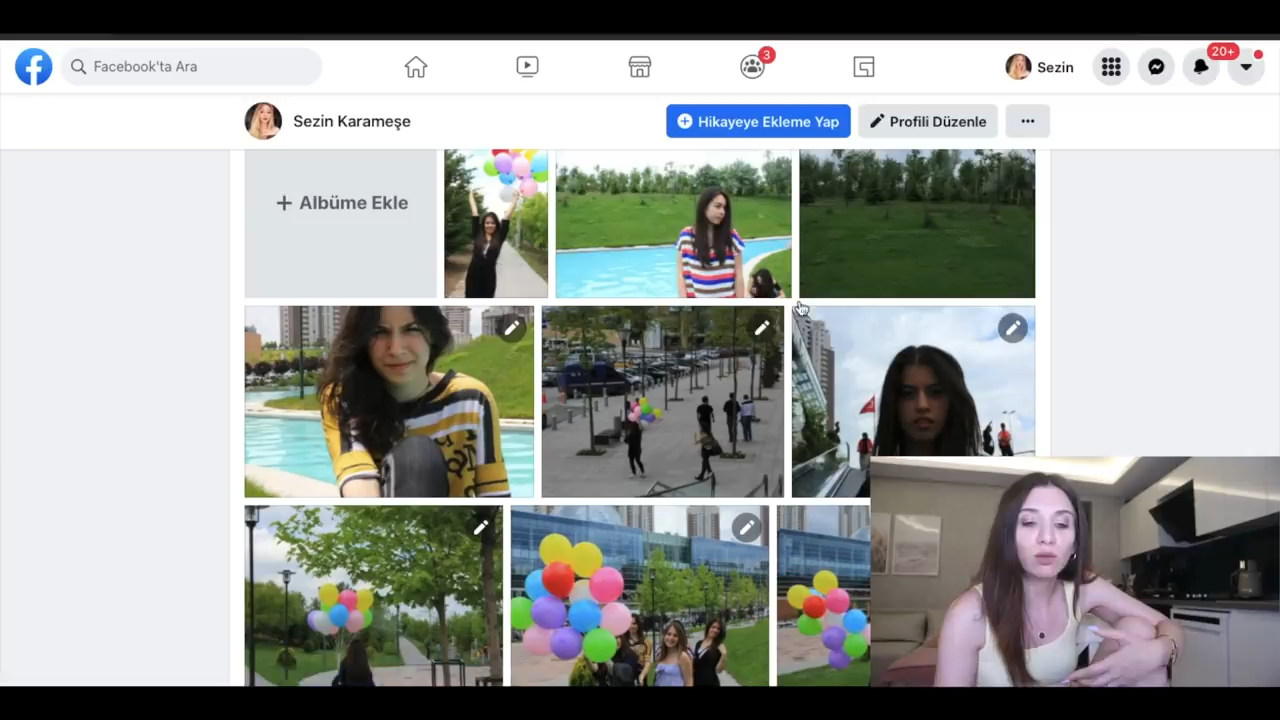 Facebook'ta Ara
3
Sezin
20+
Sezin Karameşe
Hikayeye Ekleme Yap
Profili Düzenle
+ Albüme Ekle